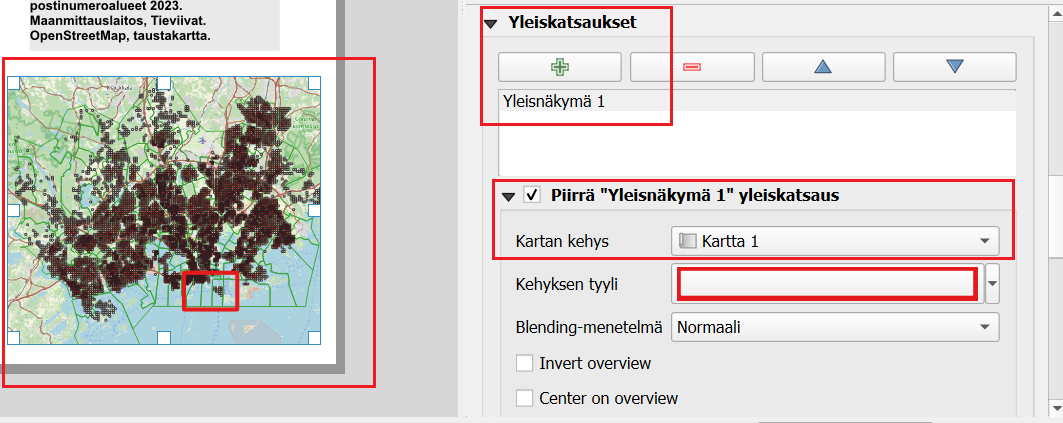 postinumeroalueet 2023.
Maanmittauslaitos, Tieviivat.
OpenStreetMap, taustakartta.
Yleiskatsaukset
Yleisnäkymä 1
Piirrä "Yleisnäkymä 1" yleiskatsaus
Kartan kehys
Kartta 1
Kehyksen tyyli
Blending-menetelmä
Normaali
Invert overview
Center on overview